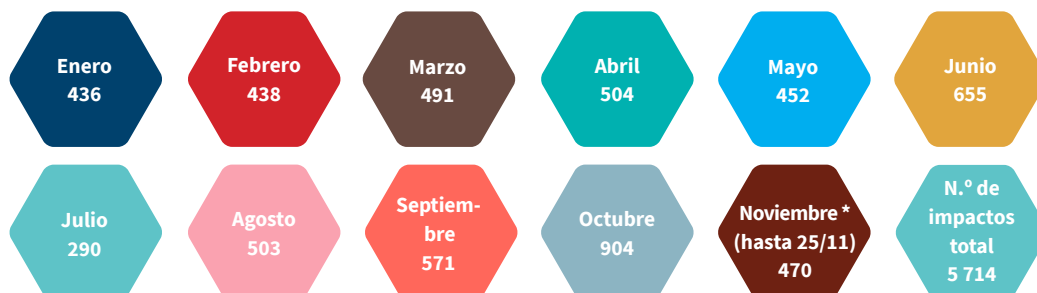 Enero
436
Febrero
438
Marzo
491
Abril
504
Mayo
452
Junio
655
Julio
290
Agosto
503
Septiem-
bre
571
Octubre
904
Noviembre *
(hasta 25/11)
470
N.º de
impactos
total
5 714